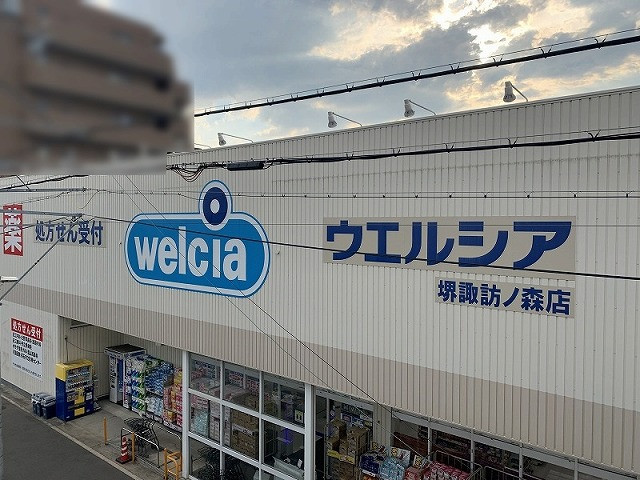 薬
処方せん受付
welcia
ウエルシア
堺諏訪ノ森店
処方せん受付